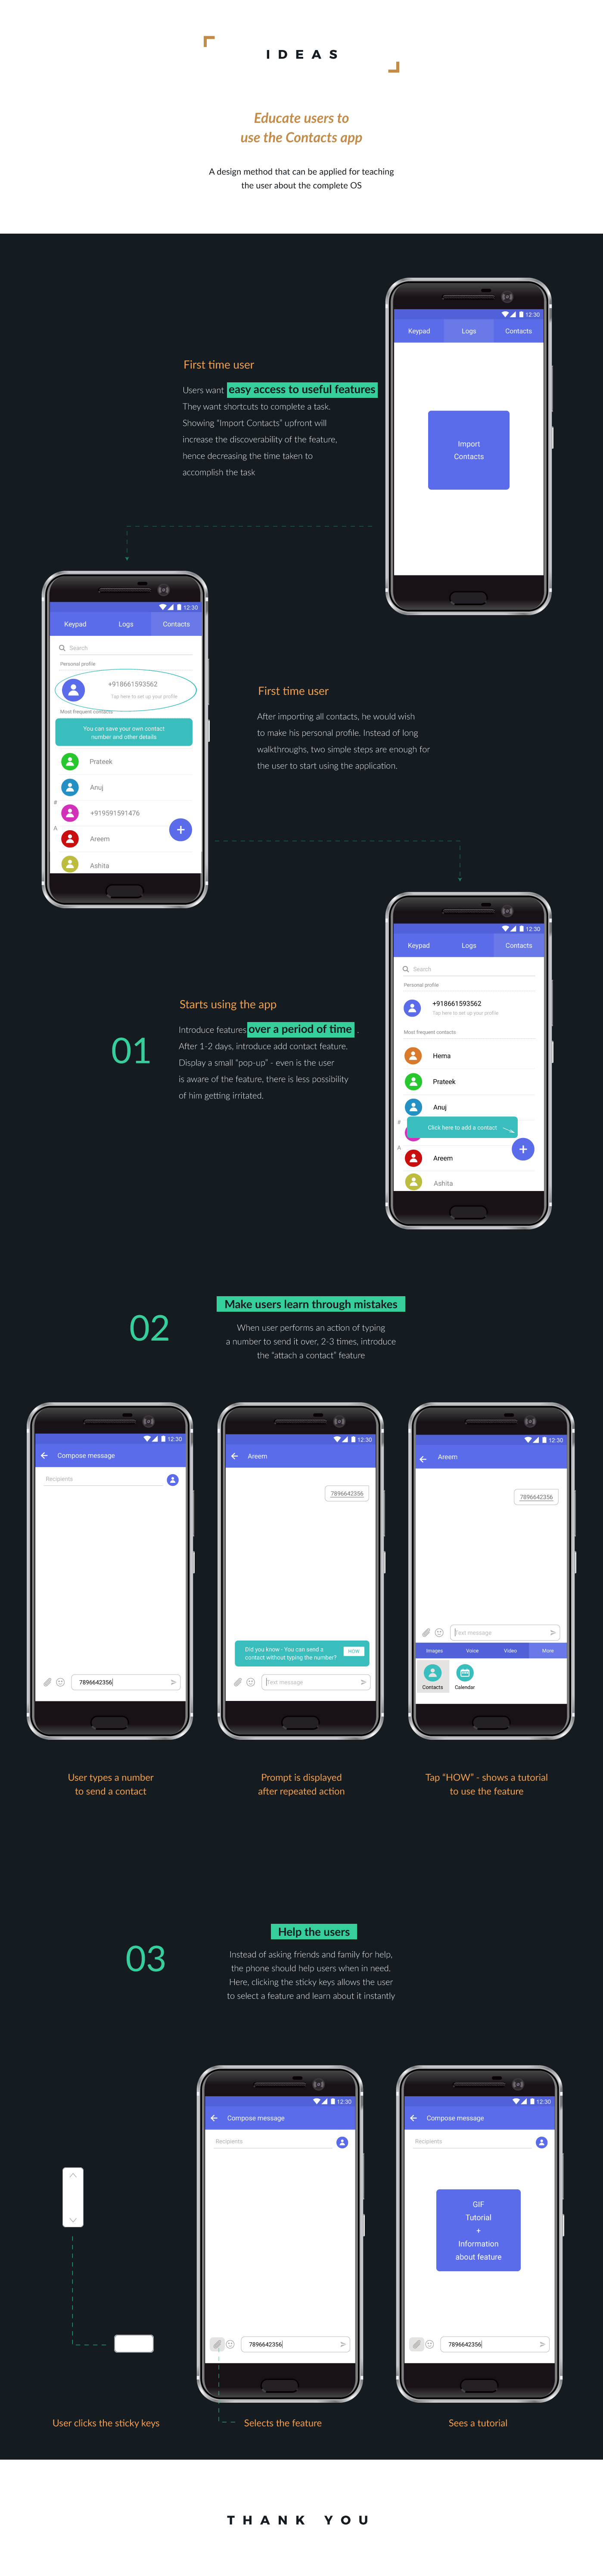 IDEAS
Educate users to
use the Contacts app
A design method that can be applied for teaching
the user about the complete OS
12:30
Keypad Logs Contacts
Import
Contacts
First time user
Users want easy access to useful features
They want shortcuts to complete a task.
Showing "Import Contacts" upfront will
increase the discoverability of the feature,
hence decreasing the time taken to
accomplish the task
12:30
Keypad Logs Contacts
Search
Personal profile
+918661593562
Tap here to set up your profile
Most frequent contacts
You can save your own contact
number and other details
Prateek
Anuj
#
+919591591476
A
Areem
+
Ashita
First time user
After importing all contacts, he would wish
to make his personal profile. Instead of long
walkthroughs, two simple steps are enough for
the user to start using the application.
12:30
Keypad Logs Contacts
Search
Personal profile
+918661593562
Tap here to set up your profile
Most frequent contacts
Hema
Prateek
Anuj
#
Click here to add a contact
A
Areem
+
Ashita
01
Starts using the app
Introduce features over a period of time .
After 1-2 days, introduce add contact feature.
Display a small "pop-up" - even is the user
is aware of the feature, there is less possibility
of him getting irritated.
02
Make users learn through mistakes
When user performs an action of typing
a number to send it over, 2-3 times, introduce
the "attach a contact" feature
12:30
Compose message
Recipients
7896642356
User types a number
to send a contact
12:30
Areem
7896642356
Did you know - You can send a
contact without typing the number?
HOW
Text message
Prompt is displayed
after repeated action
12:30
Areem
7896642356
Text message
Images Voice Video More
Contacts Calendar
Tap "HOW" - shows a tutorial
to use the feature
03
Help the users
Instead of asking friends and family for help,
the phone should help users when in need.
Here, clicking the sticky keys allows the user
to select a feature and learn about it instantly
User clicks the sticky keys
12:30
Compose message
Recipients
7896642356
Selects the feature
12:30
Compose message
Recipients
GIF
Tutorial
+
Information
about feature
7896642356
Sees a tutorial
THANK YOU